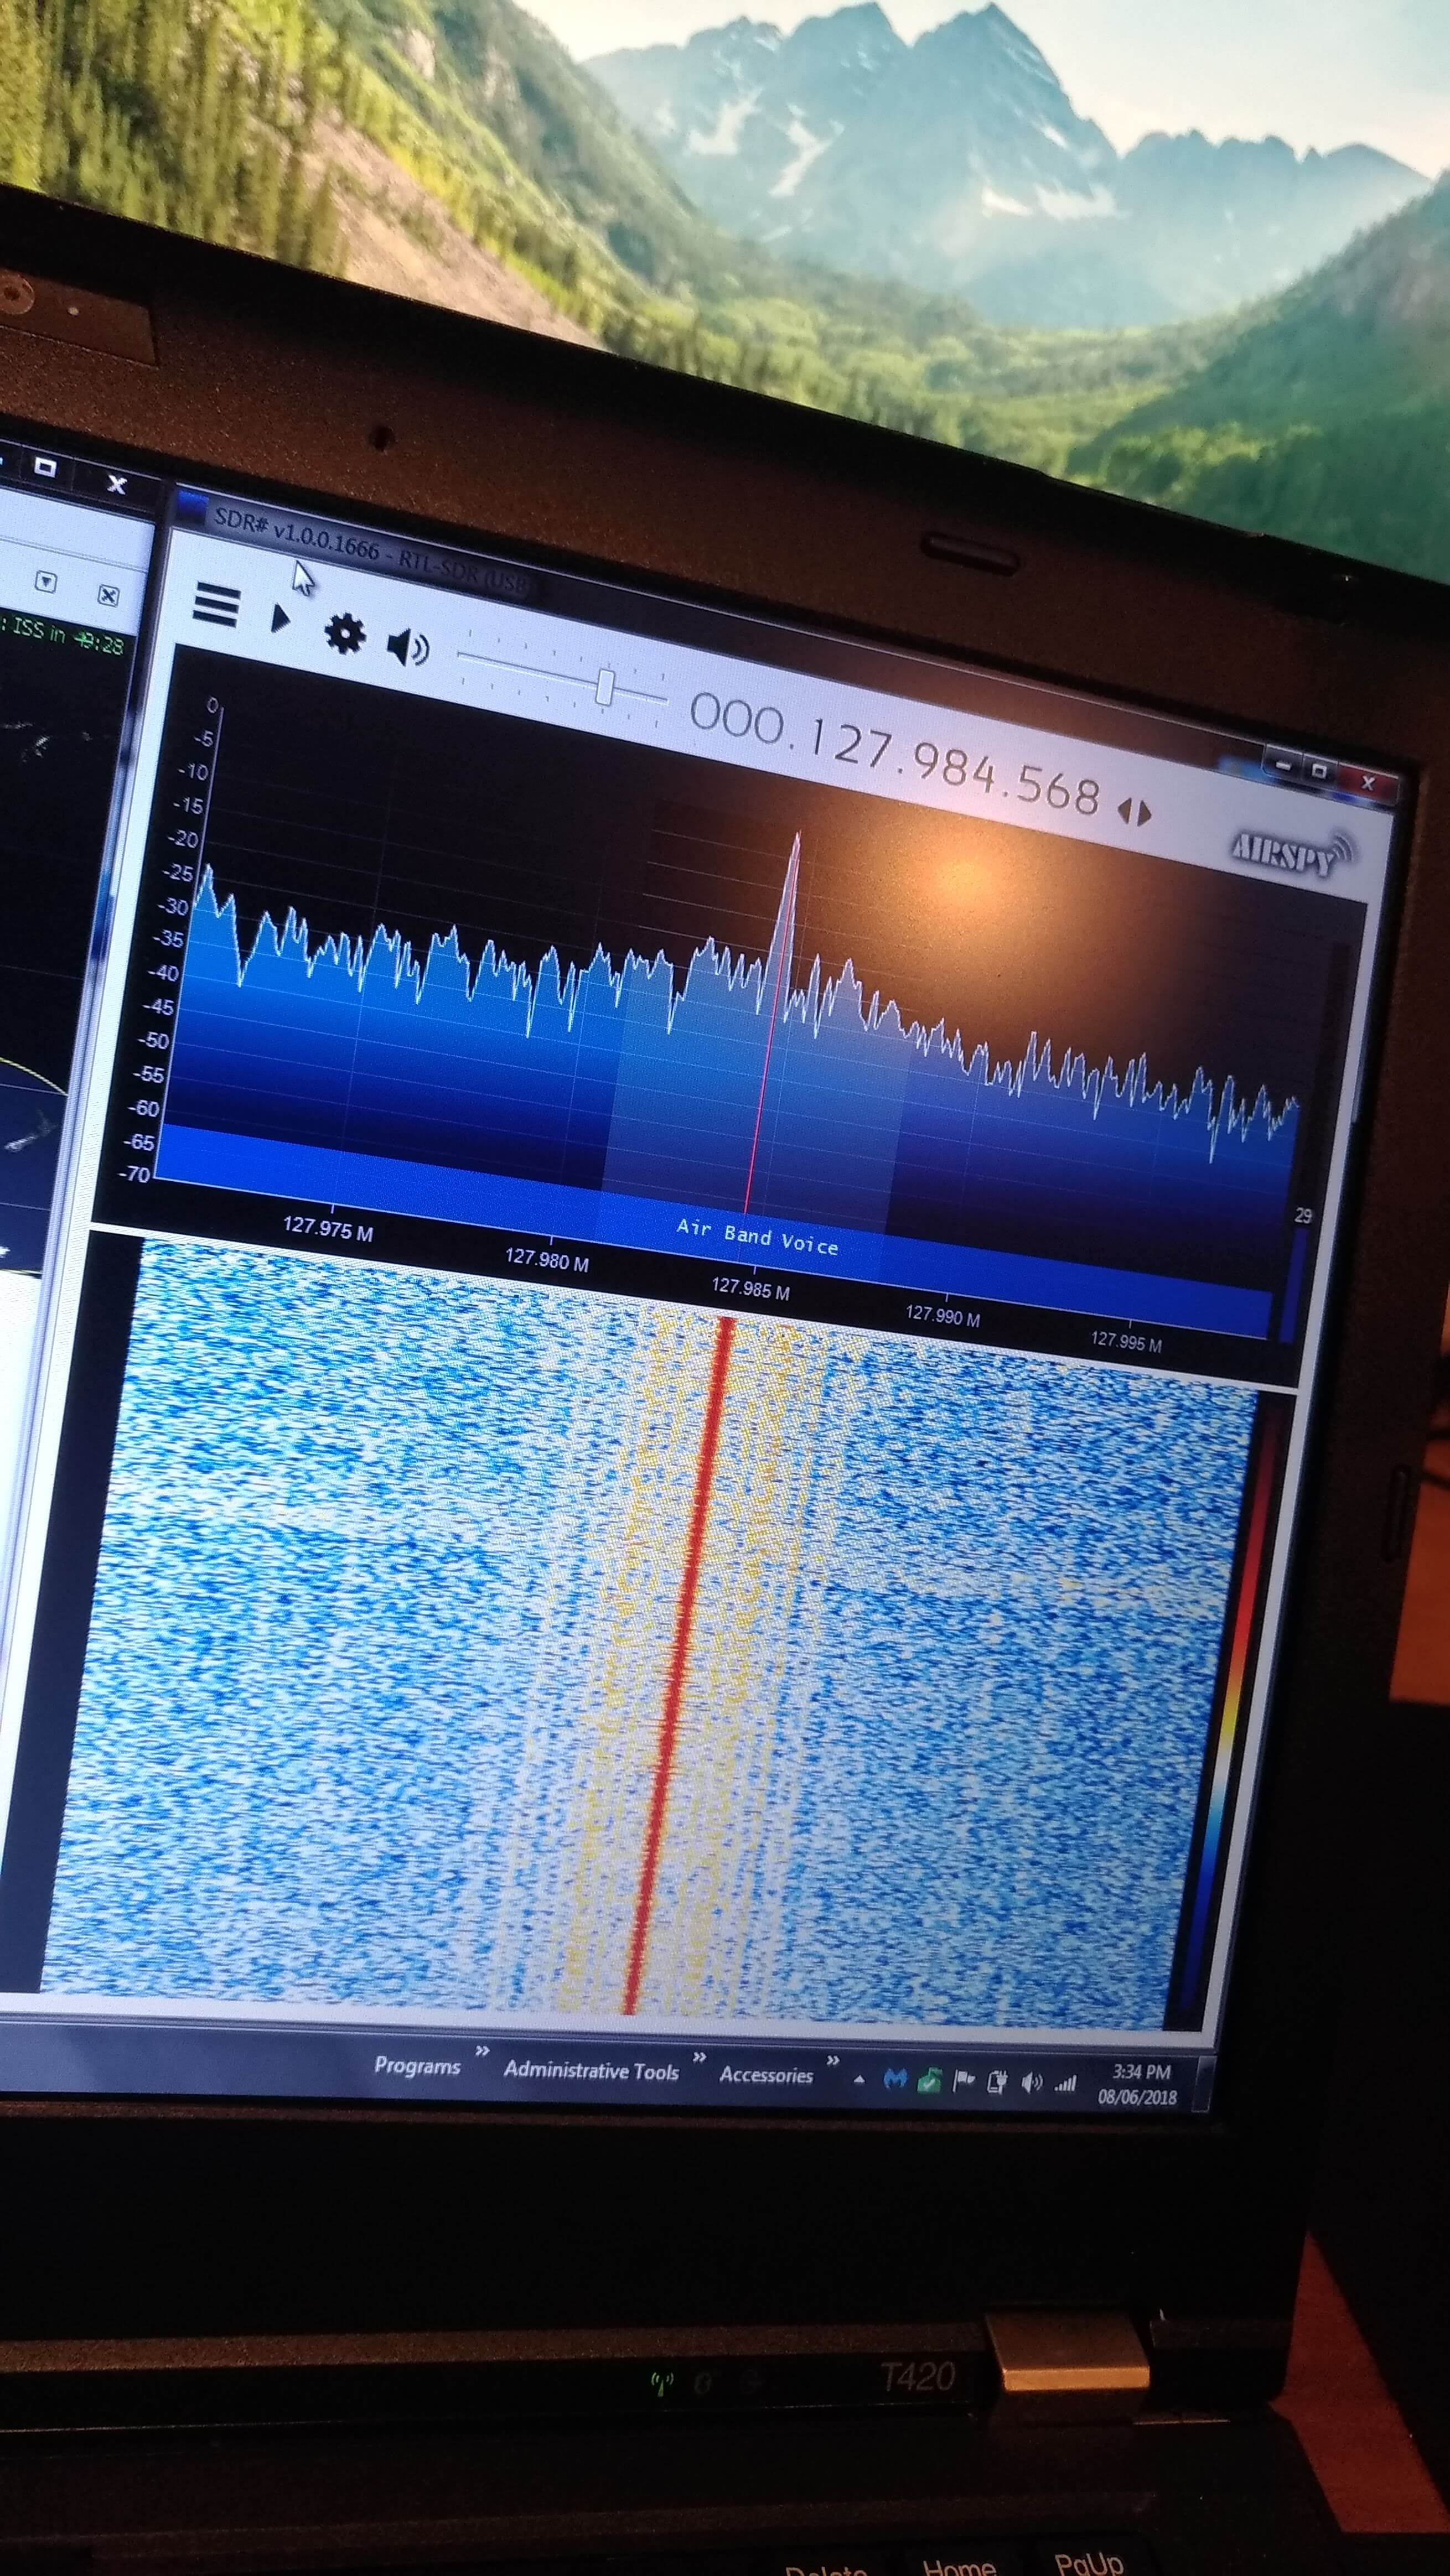 SDR# v1.0.0.1666 - RTL-SDR (USB
: ISS in
000.127.984.568
AIRSPY
0
-5
-10
-15
-20
-25
-30
-35
-40
-45
-50
-55
-60
-65
-70
29
Air Band Voice
127.975 M
127.980 M
127.985 M
127.990 M
127.995 M
Programs
Administrative Tools
Accessories
3:34 PM
08/06/2018
T420
Delete
Home
PgUp